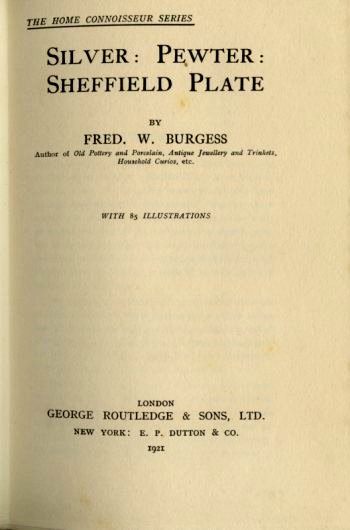 THE HOME CONNOISSEUR SERIES
SILVER: PEWTER:
SHEFFIELD PLATE
BY
FRED. W. BURGESS
Author of Old Pottery and Porcelain, Antique Jewellery and Trinkets,
Household Curios, etc.
WITH 85 ILLUSTRATIONS
LONDON
GEORGE ROUTLEDGE & SONS, LTD.
NEW YORK: E. P. DUTTON & CO.
1921